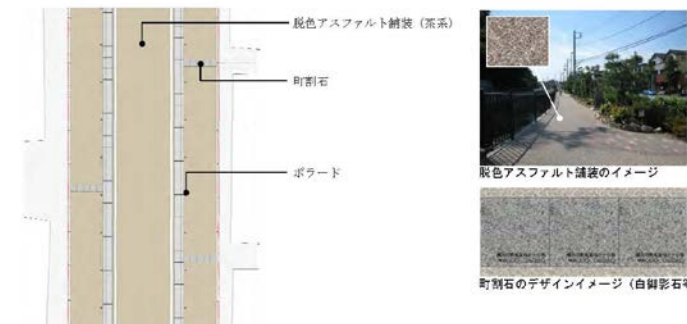 脱色アスファルト舗装（茶系）
町割石
ボラード
脱色アスファルト舗装のイメージ
町割石のデザインイメージ（白御影石